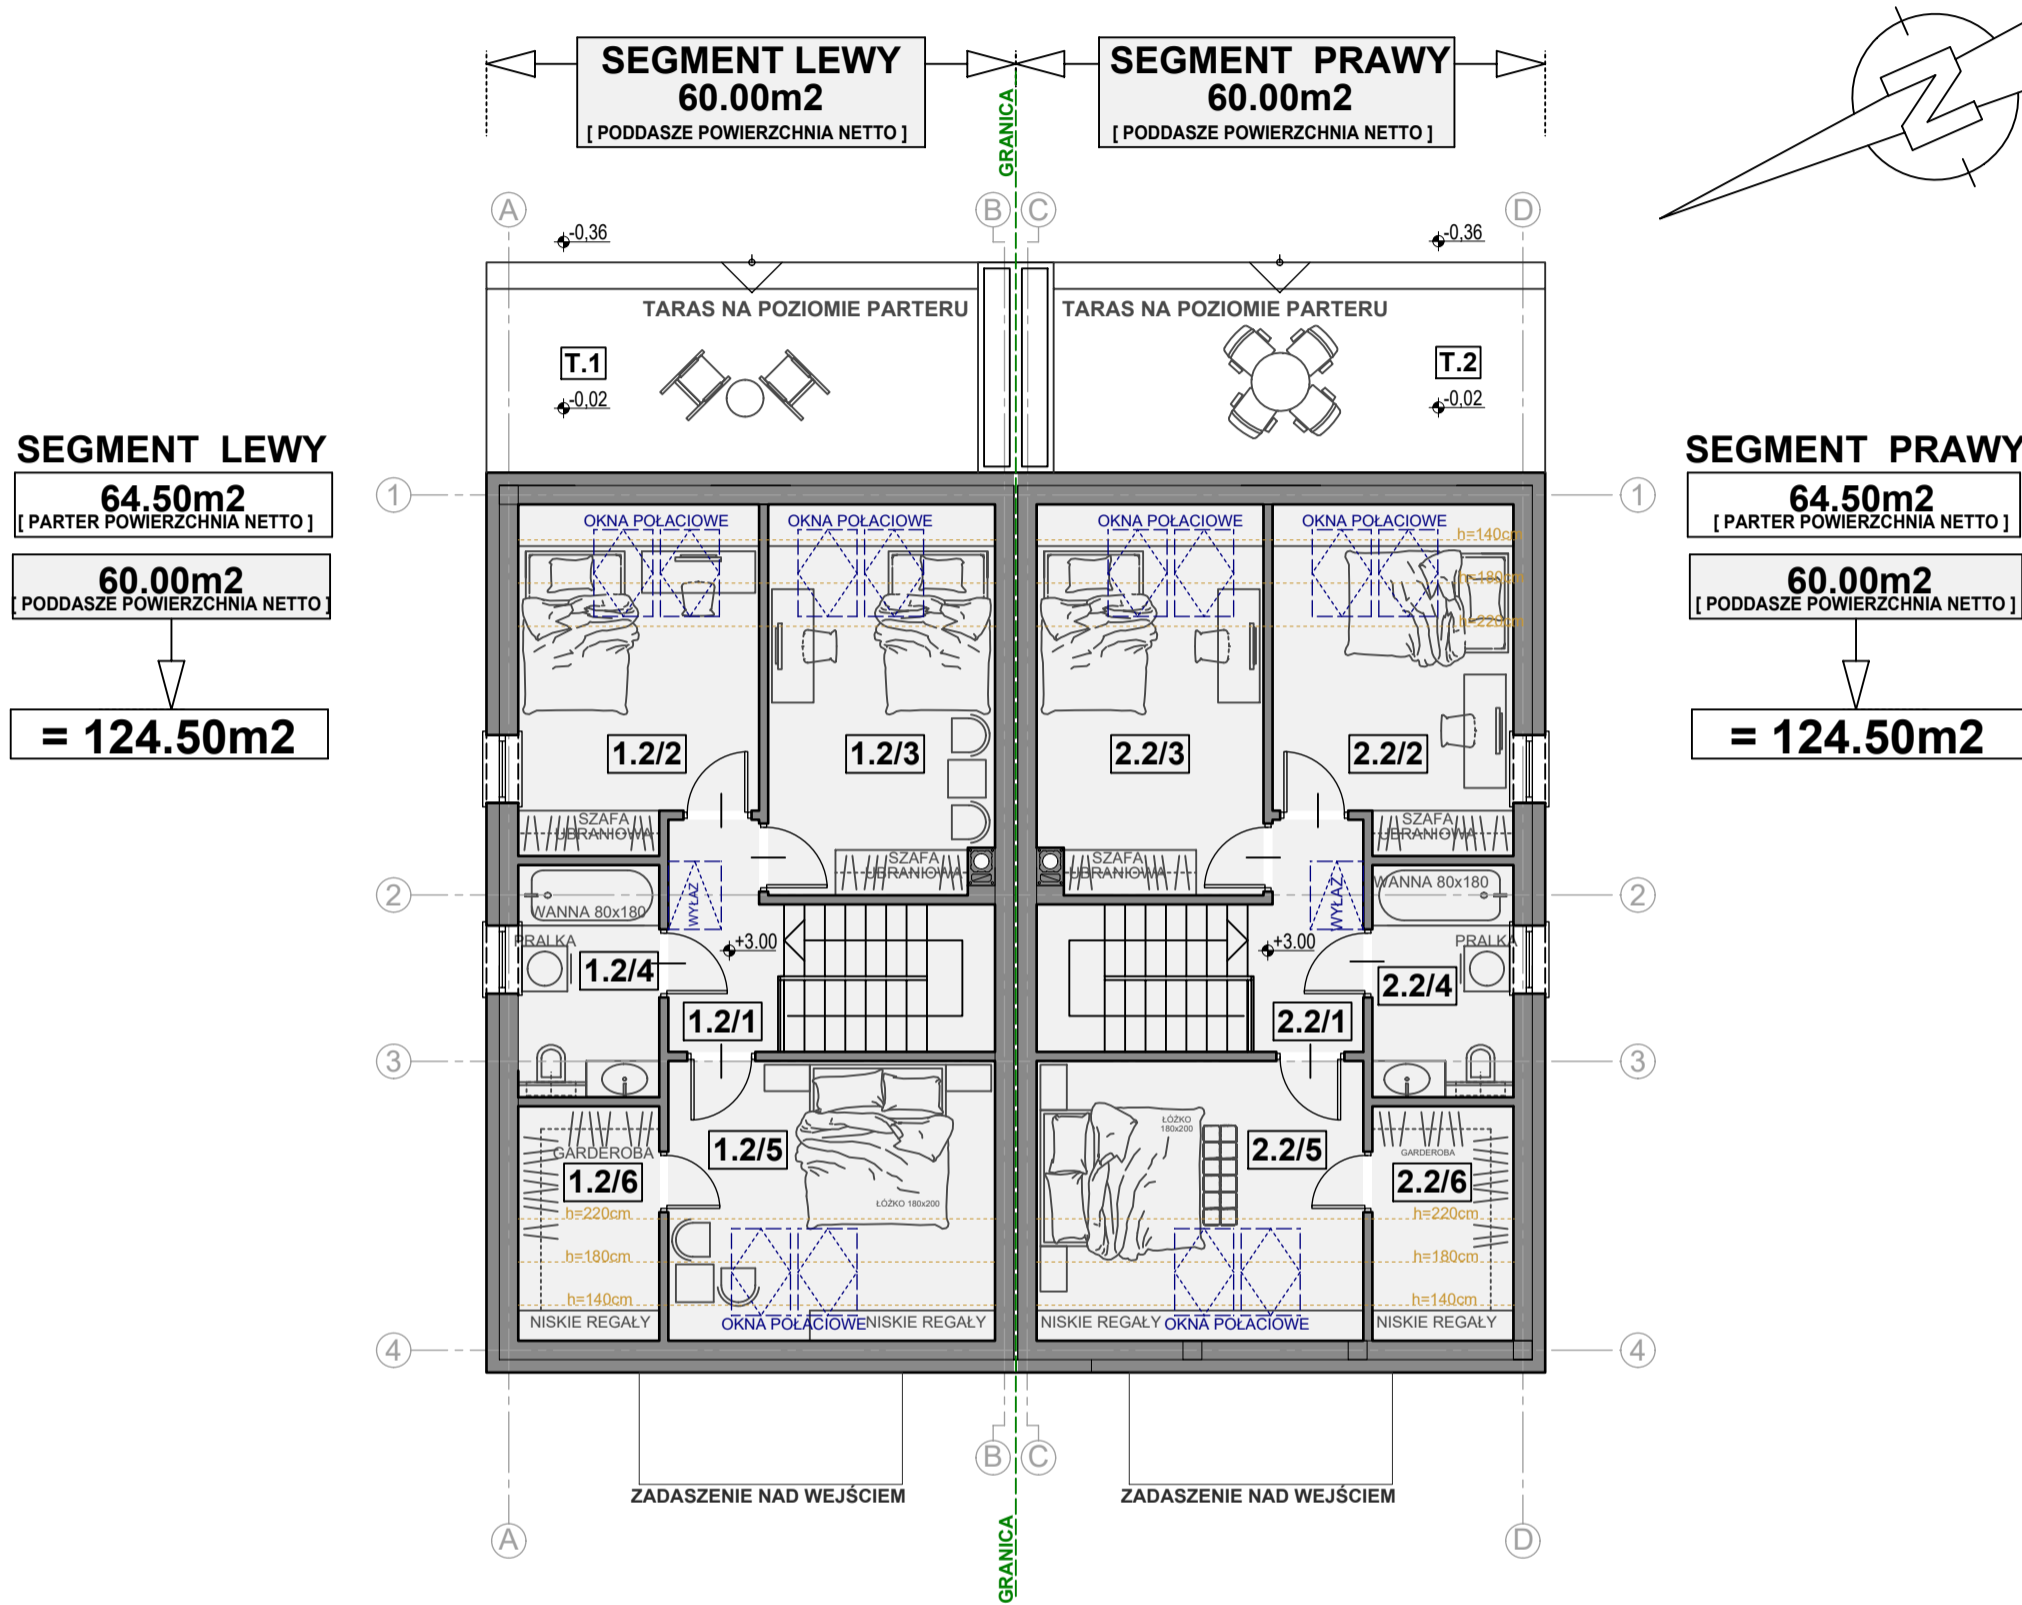 SEGMENT LEWY
60.00m2
[ PODDASZE POWIERZCHNIA NETTO ]
SEGMENT PRAWY
60.00m2
[ PODDASZE POWIERZCHNIA NETTO ]
GRANICA
N
A
B
C
D
-0,36
-0,36
TARAS NA POZIOMIE PARTERU
TARAS NA POZIOMIE PARTERU
T.1
T.2
-0,02
-0,02
SEGMENT LEWY
64.50m2
[ PARTER POWIERZCHNIA NETTO ]
60.00m2
[ PODDASZE POWIERZCHNIA NETTO ]
= 124.50m2
SEGMENT PRAWY
64.50m2
[ PARTER POWIERZCHNIA NETTO ]
60.00m2
[ PODDASZE POWIERZCHNIA NETTO ]
= 124.50m2
1
1
OKNA POŁACIOWE
OKNA POŁACIOWE
OKNA POŁACIOWE
OKNA POŁACIOWE
h=140cm
h=180cm
h=220cm
1.2/2
1.2/3
2.2/3
2.2/2
SZAFA
UBRANIOWA
SZAFA
UBRANIOWA
SZAFA
UBRANIOWA
SZAFA
UBRANIOWA
2
2
WANNA 80x180
WYŁAZ
WYŁAZ
WANNA 80x180
PRALKA
+3.00
+3.00
PRALKA
1.2/4
2.2/4
1.2/1
2.2/1
3
3
1.2/5
2.2/5
ŁÓŻKO
180x200
GARDEROBA
GARDEROBA
1.2/6
2.2/6
ŁÓŻKO 180x200
h=220cm
h=220cm
h=180cm
h=180cm
h=140cm
h=140cm
NISKIE REGAŁY
OKNA POŁACIOWE
NISKIE REGAŁY
NISKIE REGAŁY
OKNA POŁACIOWE
NISKIE REGAŁY
4
4
B
C
ZADASZENIE NAD WEJŚCIEM
ZADASZENIE NAD WEJŚCIEM
A
D
GRANICA